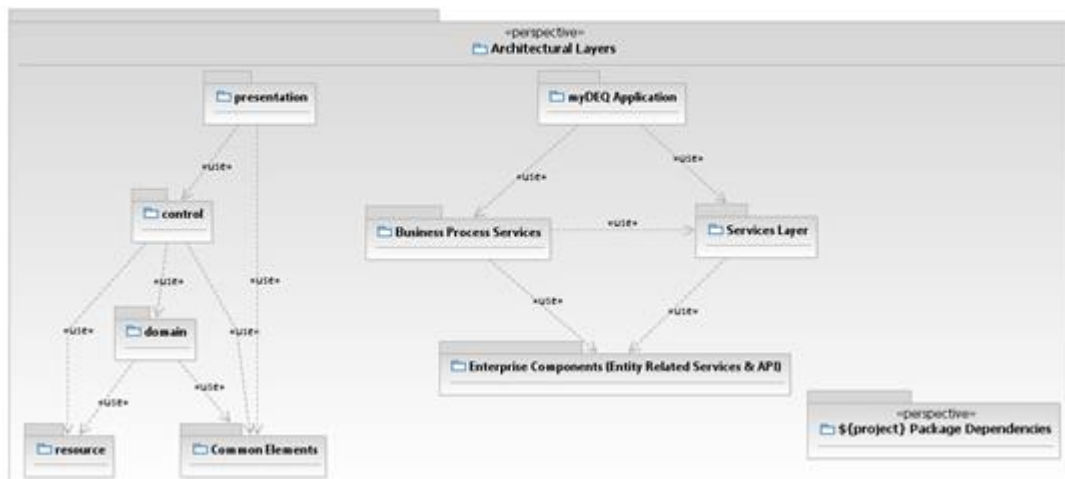 «perspective»
Architectural Layers
presentation
myDEQ Application
«use»
«use»
«use»
control
Business Process Services
«use»
Services Layer
«use»
«use»
«use»
«use»
«use»
«use»
«use»
domain
Enterprise Components (Entity Related Services & API)
«use»
«use»
«perspective»
${project} Package Dependencies
resource
Common Elements